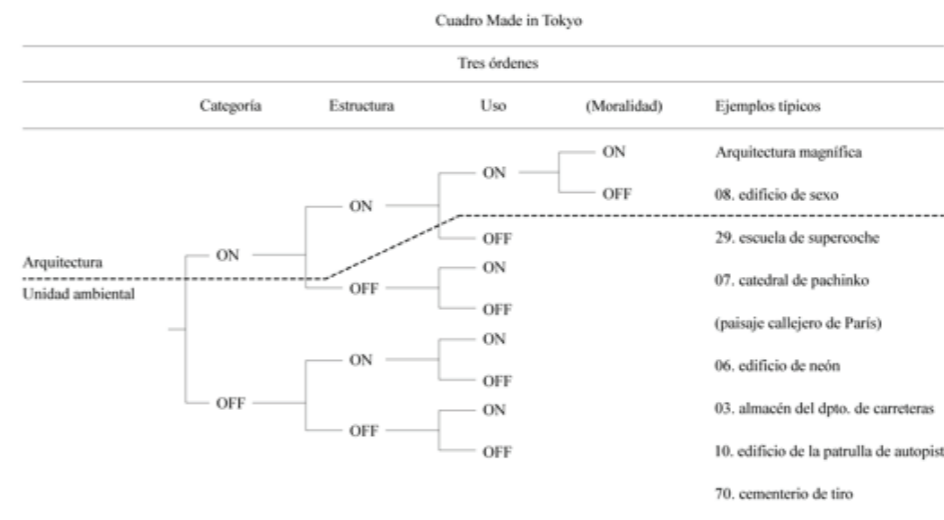 Cuadro Made in Tokyo
Tres órdenes
Categoría Estructura Uso (Moralidad) Ejemplos típicos
ON Arquitectura magnífica
ON
OFF 08. edificio de sexo
ON
OFF 29. escuela de supercoche
ON
Arquitectura
ON
07. catedral de pachinko
OFF
Unidad ambiental
OFF
(paisaje callejero de París)
ON
ON
06. edificio de neón
OFF
OFF
ON 03. almacén del dpto. de carreteras
OFF
OFF 10. edificio de la patrulla de autopist
70. cementerio de tiro